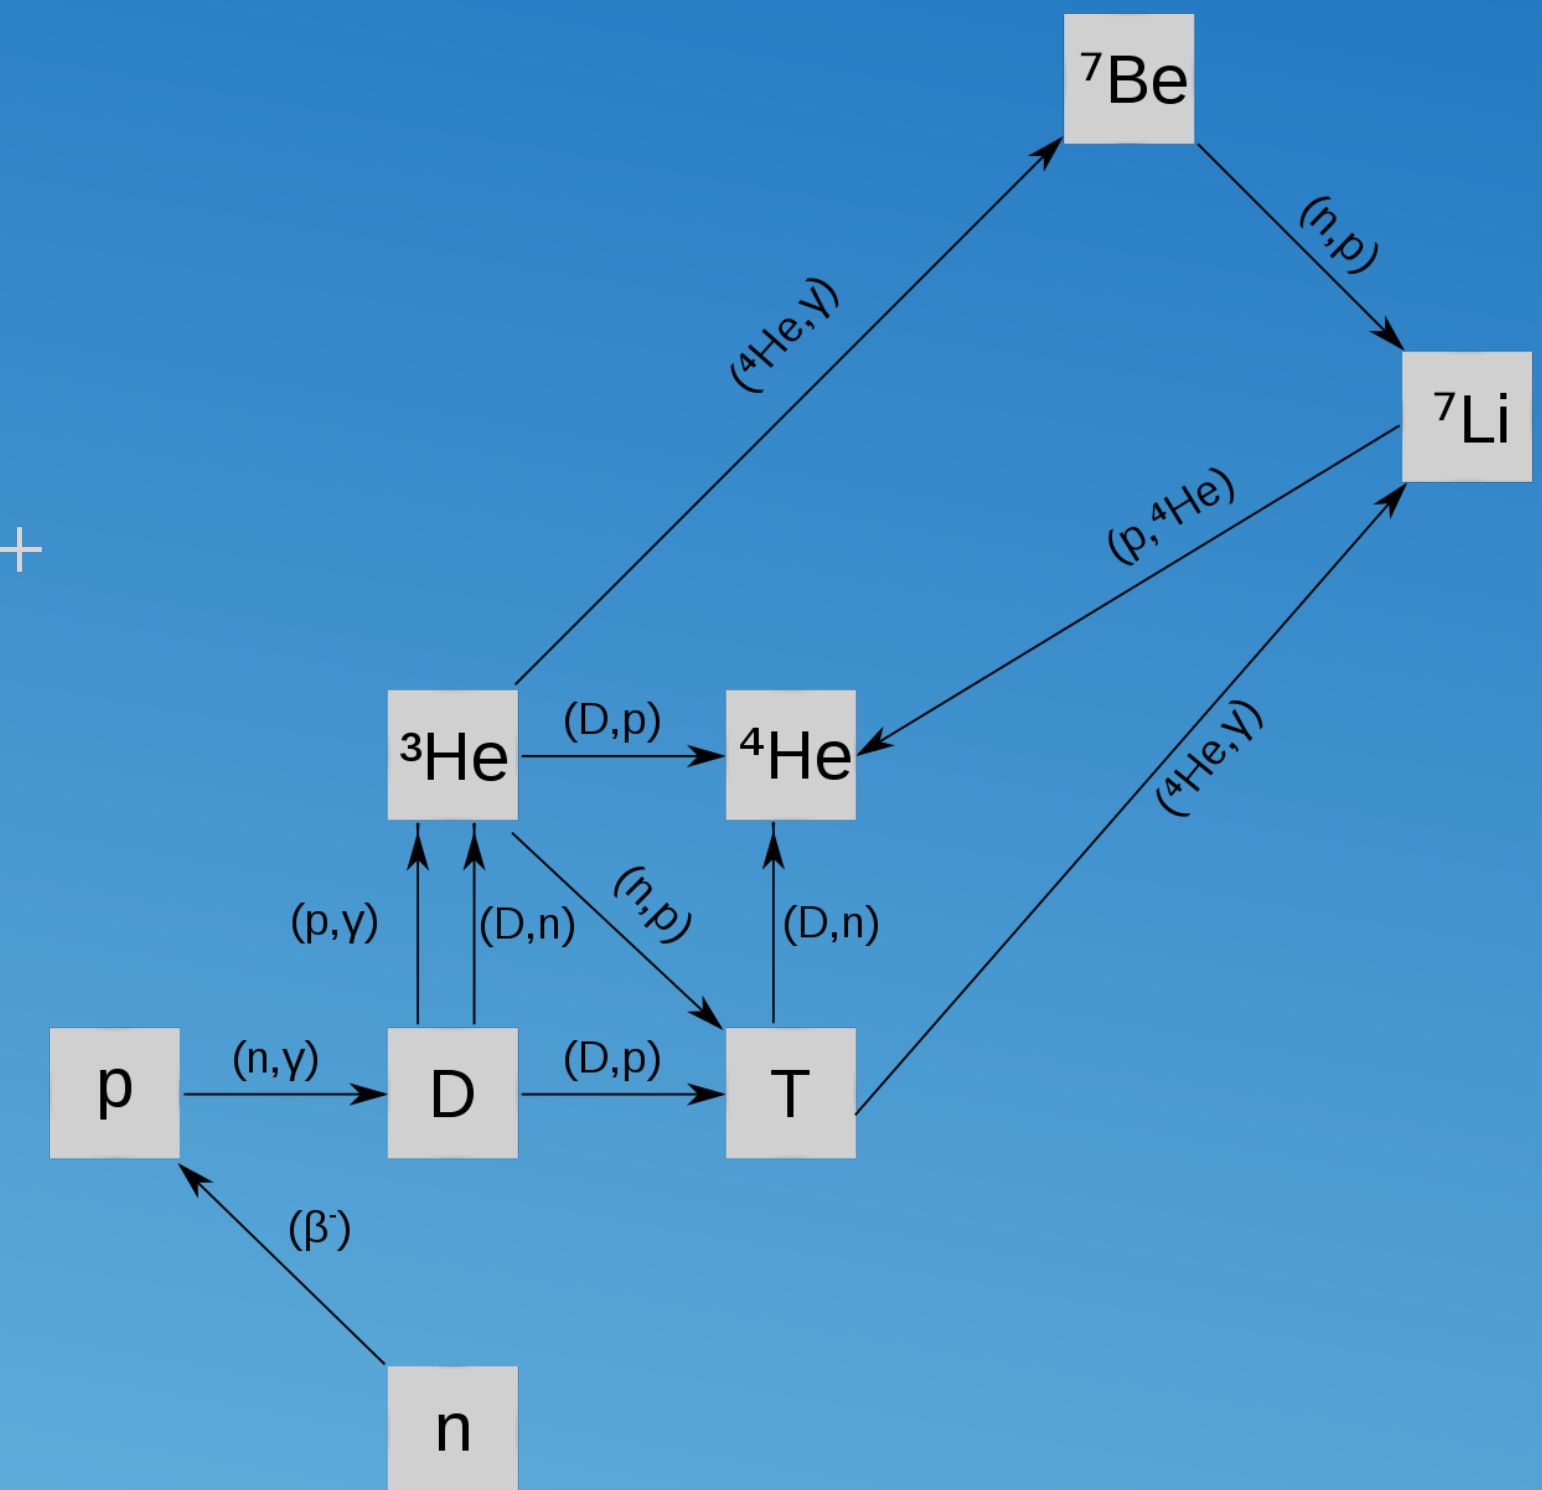 ⁷Be
(n,p)
(⁴He,γ)
⁷Li
(p,⁴He)
³He
(D,p)
⁴He
(⁴He,γ)
(p,γ)
(D,n)
(n,p)
(D,n)
p
(n,γ)
D
(D,p)
T
(β⁻)
n